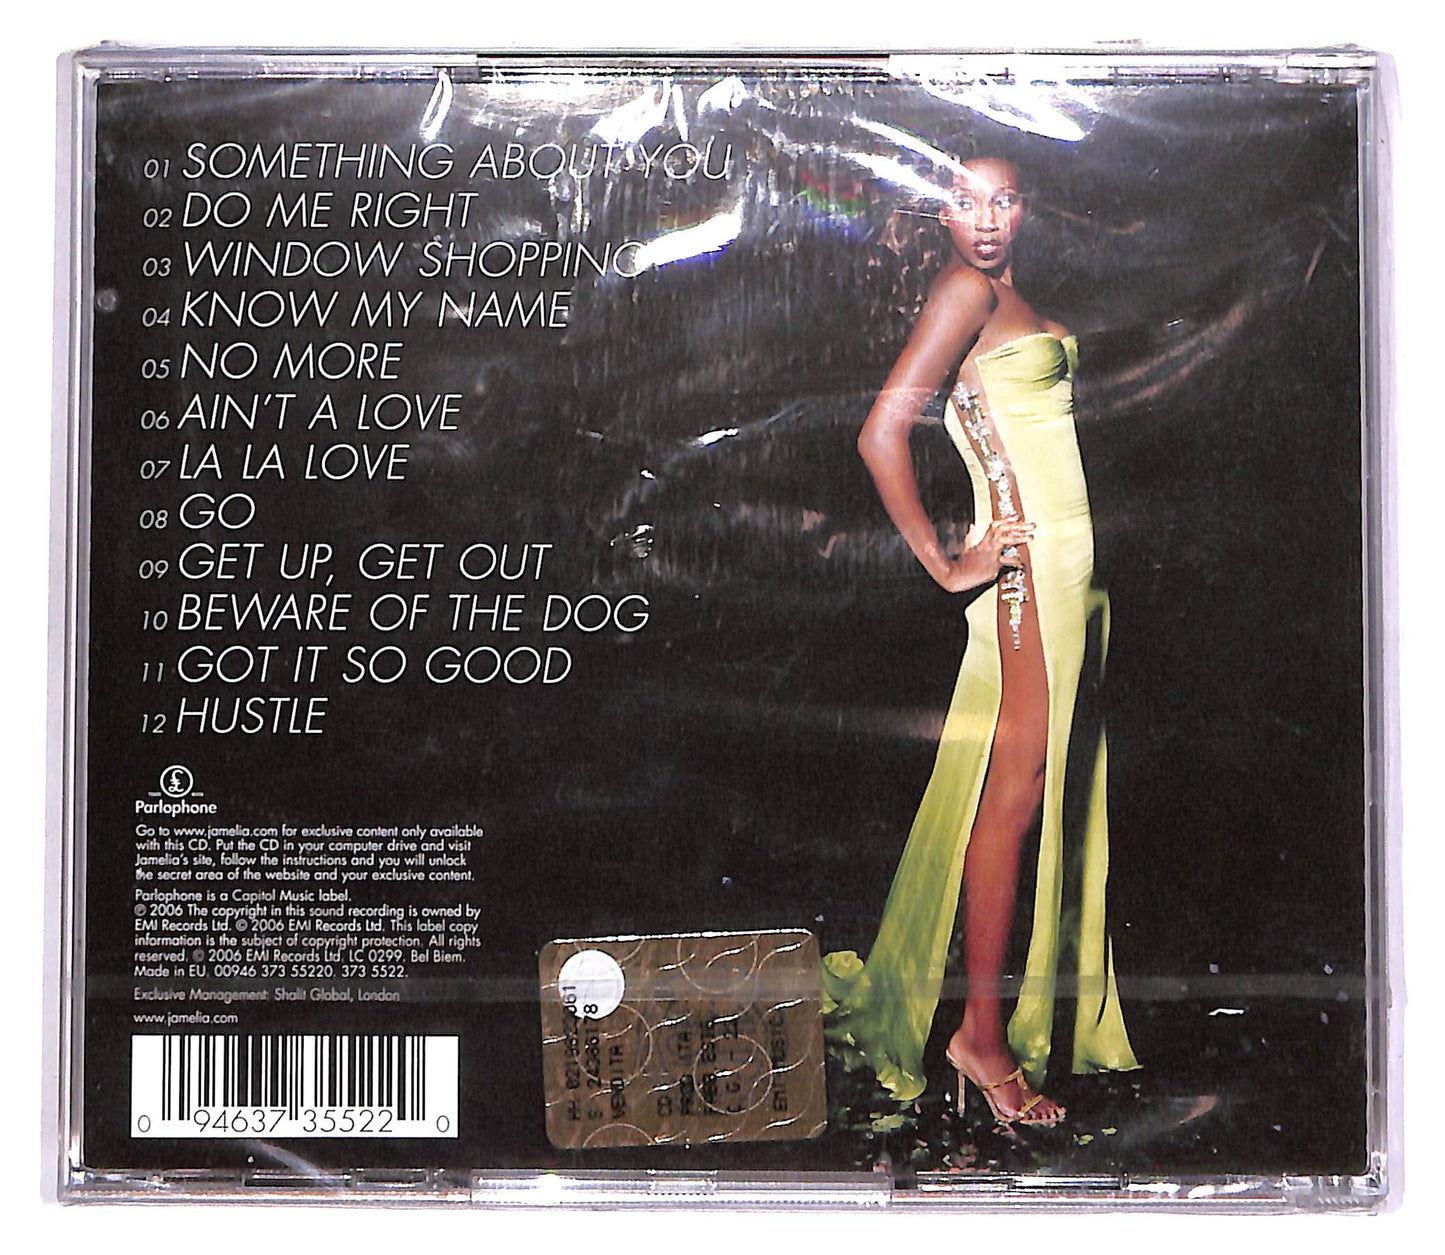 01 SOMETHING ABOUT YOU
02 DO ME RIGHT
03 WINDOW SHOPPING
04 KNOW MY NAME
05 NO MORE
06 AIN'T A LOVE
07 LA LA LOVE
08 GO
09 GET UP, GET OUT
10 BEWARE OF THE DOG
11 GOT IT SO GOOD
12 HUSTLE
£
Parlophone
Go to www.jamelia.com for exclusive content only available
with this CD. Put the CD in your computer drive and visit
Jamelia's site, follow the instructions and you will unlock
the secret area of the website and your exclusive content.
Parlophone is a Capitol Music label.
℗ 2006 The copyright in this sound recording is owned by
EMI Records Ltd. © 2006 EMI Records Ltd. This label copy
information is the subject of copyright protection. All rights
reserved. © 2006 EMI Records Ltd. LC 0299. Bel Biem.
Made in EU. 00946 373 55220. 373 5522.
Exclusive Management: Shalit Global, London
www.jamelia.com
0 94637 35522 0
VENDITA
CD